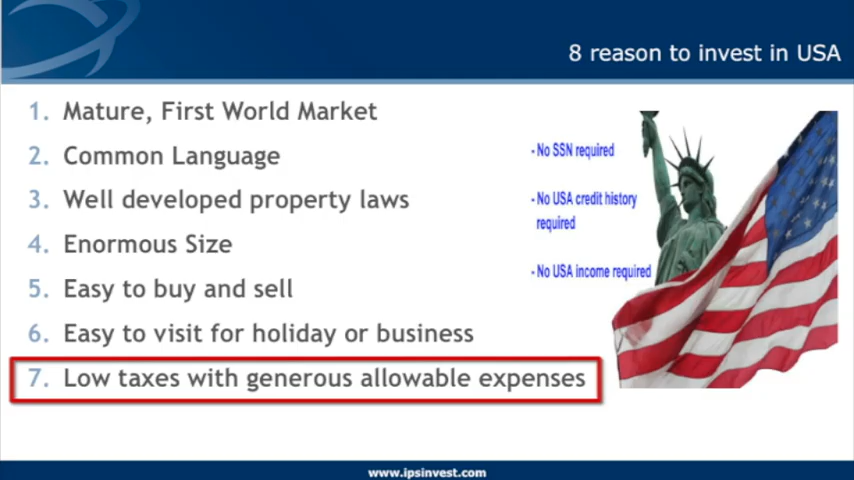 8 reason to invest in USA
1. Mature, First World Market
2. Common Language
3. Well developed property laws
4. Enormous Size
5. Easy to buy and sell
6. Easy to visit for holiday or business
7. Low taxes with generous allowable expenses
- No SSN required
- No USA credit history
required
- No USA income required
www.ipsinvest.com